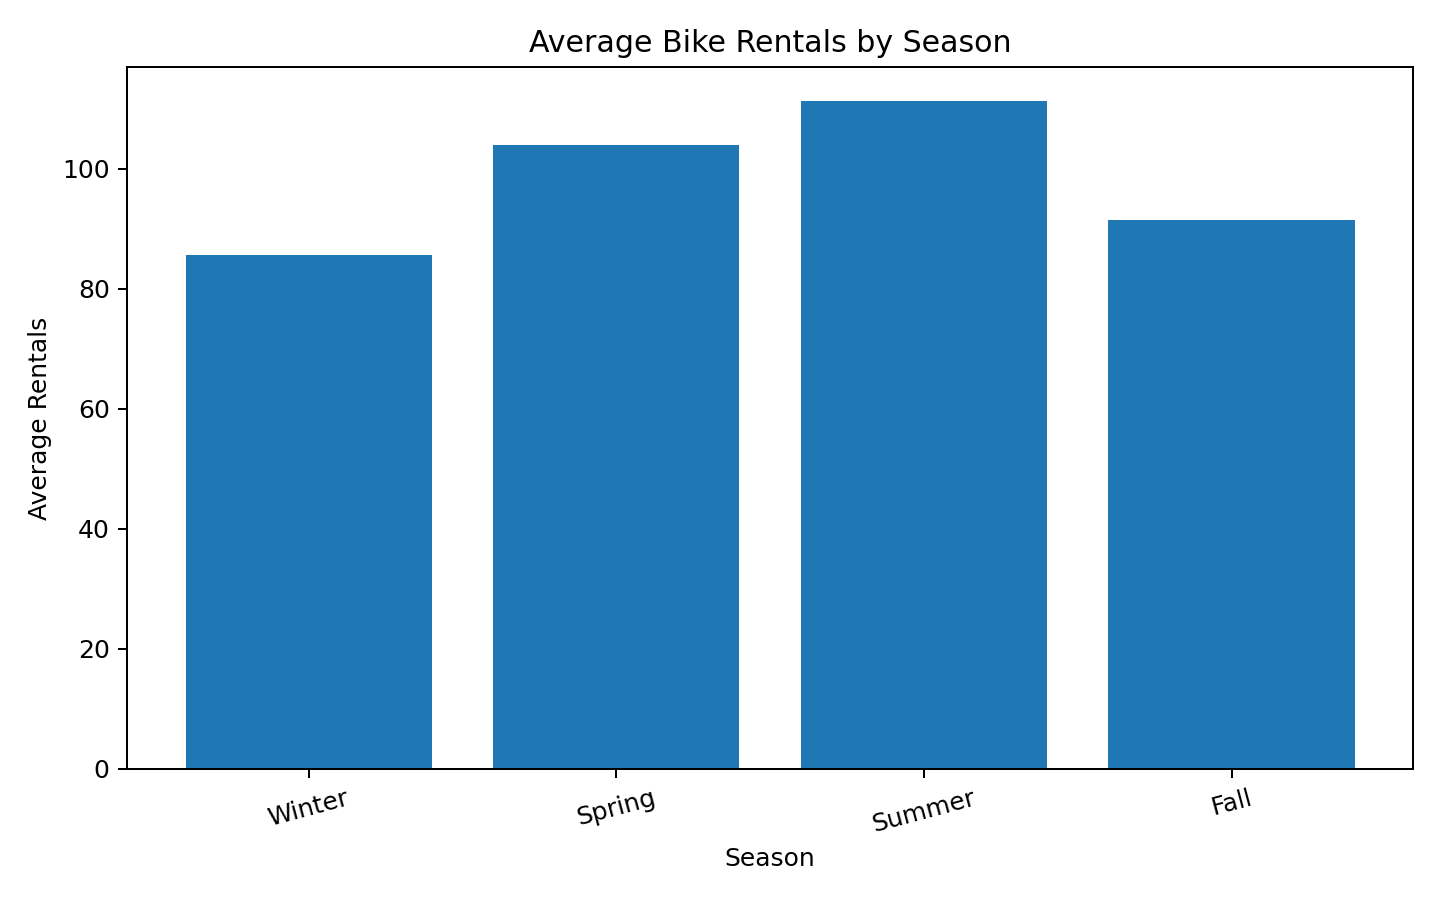 Average Bike Rentals by Season
Average Rentals
100
80
60
40
20
0
Winter
Spring
Summer
Fall
Season